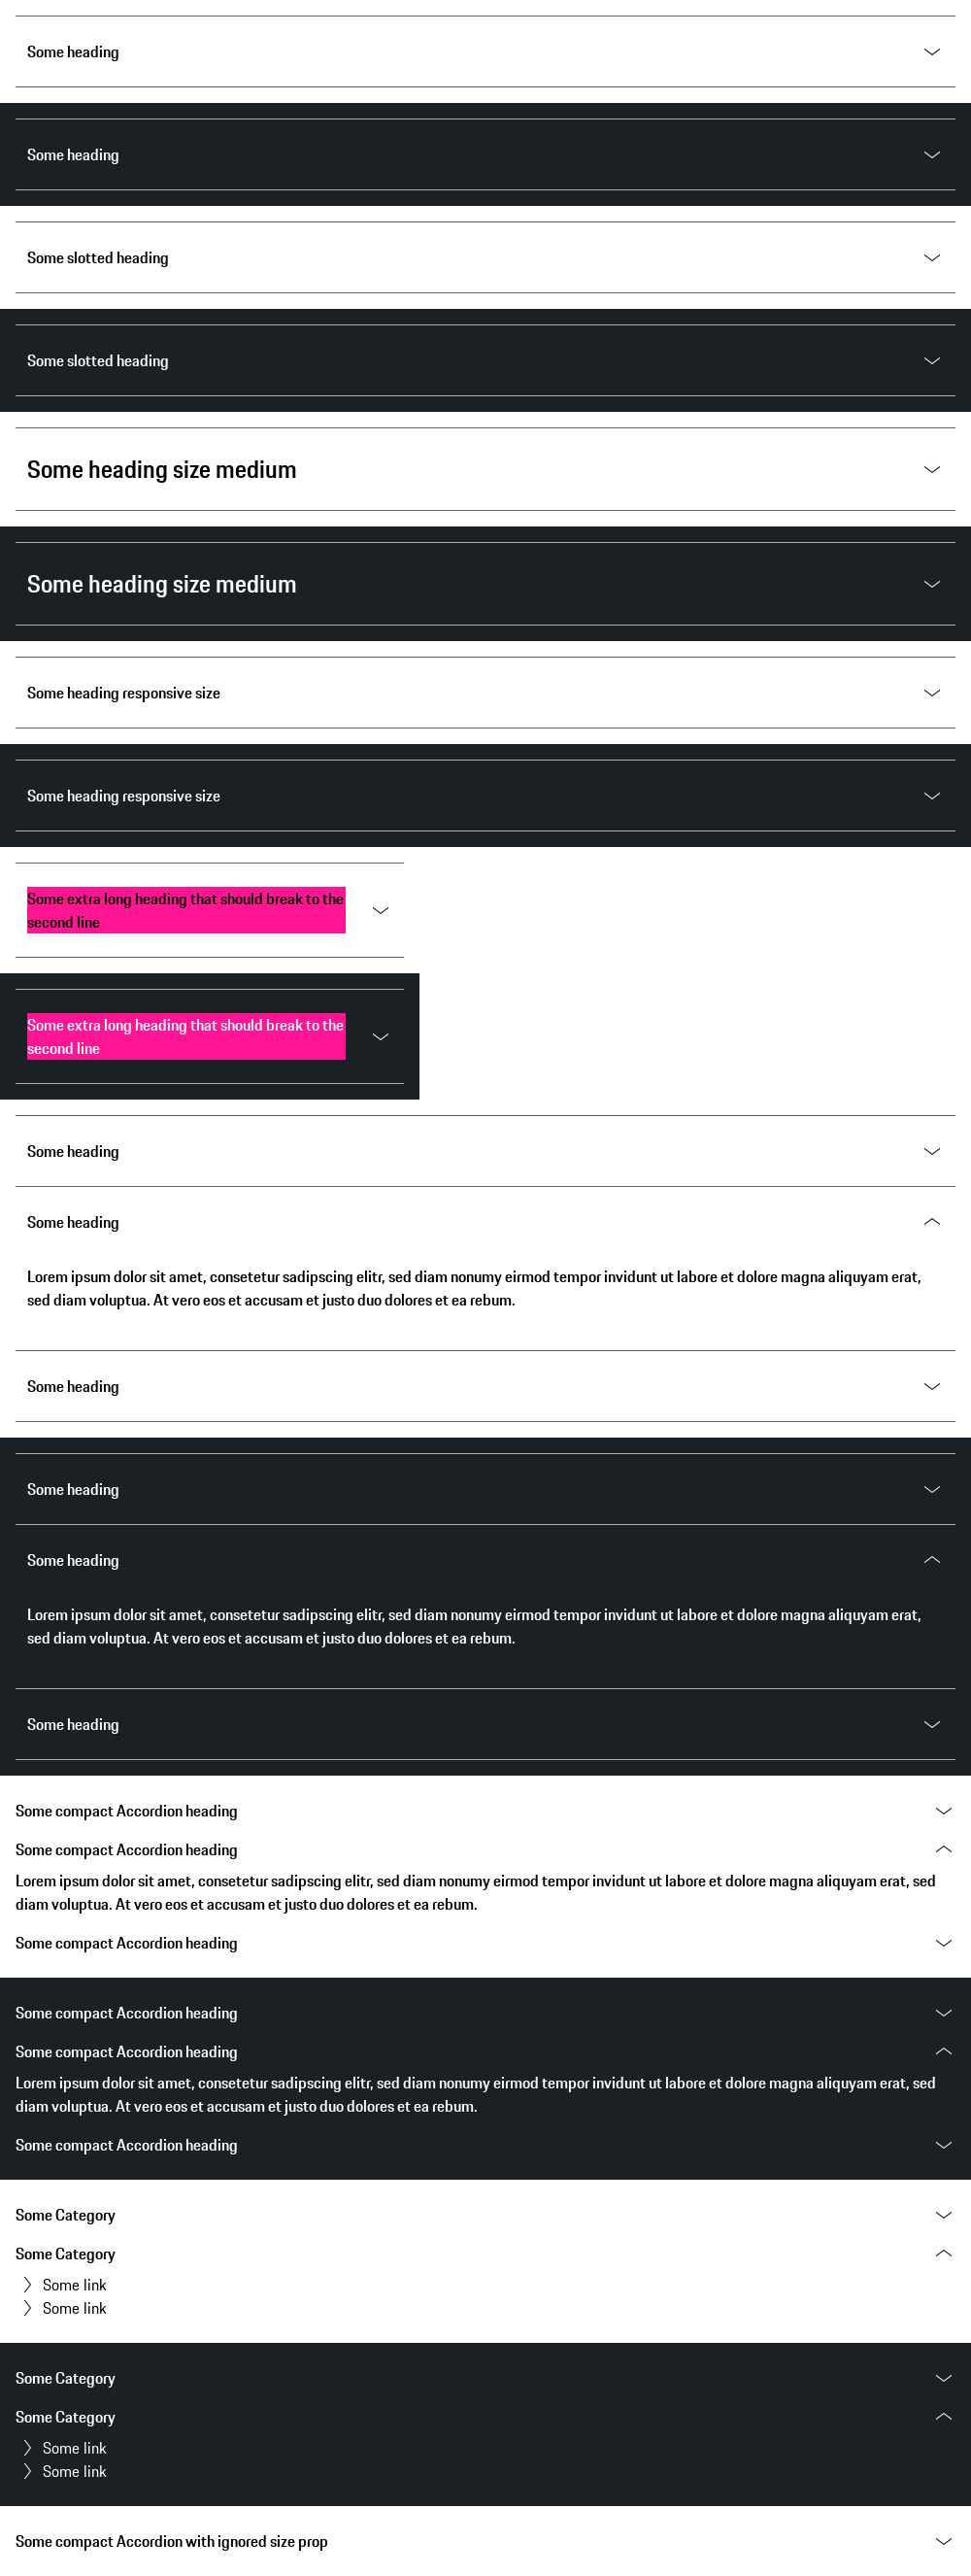 Some heading
Some heading
Some slotted heading
Some slotted heading
Some heading size medium
Some heading size medium
Some heading responsive size
Some heading responsive size
Some extra long heading that should break to the
second line
Some extra long heading that should break to the
second line
Some heading
Some heading
Lorem ipsum dolor sit amet, consetetur sadipscing elitr, sed diam nonumy eirmod tempor invidunt ut labore et dolore magna aliquyam erat,
sed diam voluptua. At vero eos et accusam et justo duo dolores et ea rebum.
Some heading
Some heading
Some heading
Lorem ipsum dolor sit amet, consetetur sadipscing elitr, sed diam nonumy eirmod tempor invidunt ut labore et dolore magna aliquyam erat,
sed diam voluptua. At vero eos et accusam et justo duo dolores et ea rebum.
Some heading
Some compact Accordion heading
Some compact Accordion heading
Lorem ipsum dolor sit amet, consetetur sadipscing elitr, sed diam nonumy eirmod tempor invidunt ut labore et dolore magna aliquyam erat, sed
diam voluptua. At vero eos et accusam et justo duo dolores et ea rebum.
Some compact Accordion heading
Some compact Accordion heading
Some compact Accordion heading
Lorem ipsum dolor sit amet, consetetur sadipscing elitr, sed diam nonumy eirmod tempor invidunt ut labore et dolore magna aliquyam erat, sed
diam voluptua. At vero eos et accusam et justo duo dolores et ea rebum.
Some compact Accordion heading
Some Category
Some Category
Some link
Some link
Some Category
Some Category
Some link
Some link
Some compact Accordion with ignored size prop